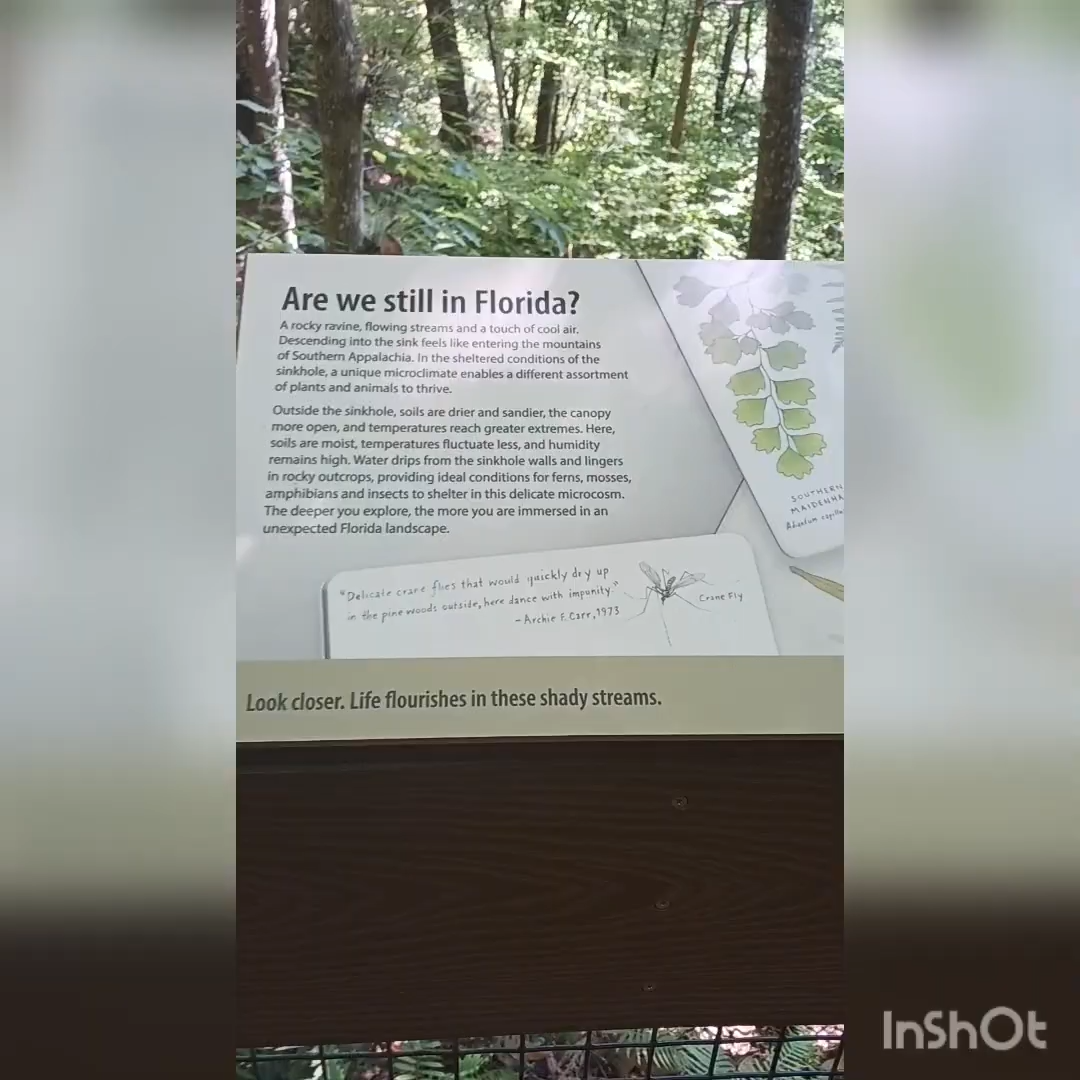 Are we still in Florida?
A rocky ravine, flowing streams and a touch of cool air.
Descending into the sink feels like entering the mountains
of Southern Appalachia. In the sheltered conditions of the
sinkhole, a unique microclimate enables a different assortment
of plants and animals to thrive.
Outside the sinkhole, soils are drier and sandier, the canopy
more open, and temperatures reach greater extremes. Here,
soils are moist, temperatures fluctuate less, and humidity
remains high. Water drips from the sinkhole walls and lingers
in rocky outcrops, providing ideal conditions for ferns, mosses,
amphibians and insects to shelter in this delicate microcosm.
The deeper you explore, the more you are immersed in an
unexpected Florida landscape.
SOUTHERN
MAIDENHA
Adiantum capille
"Delicate crane flies that would quickly dry up
in the pine woods outside, here dance with impunity."
– Archie F. Carr, 1973
Crane Fly
Look closer. Life flourishes in these shady streams.
InShOt